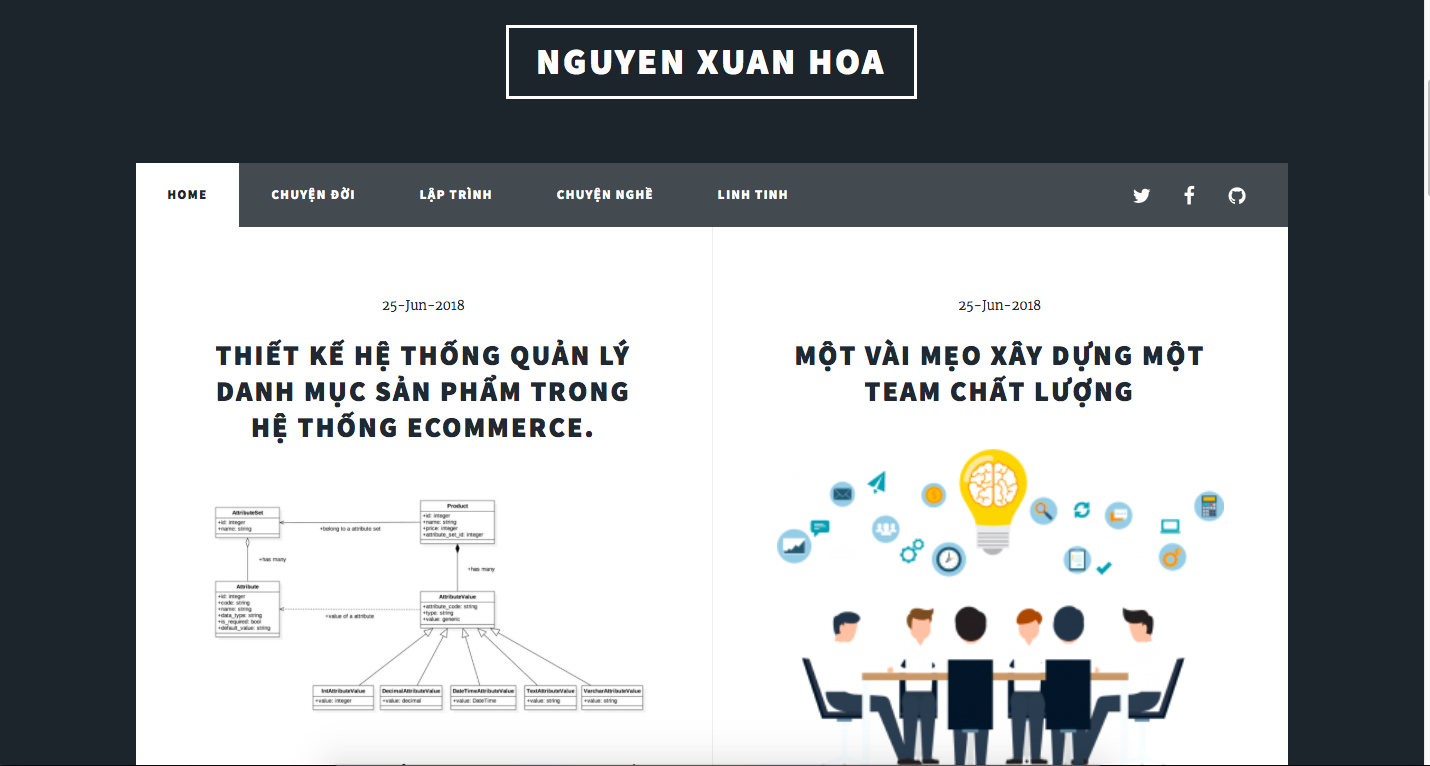 NGUYEN XUAN HOA
HOME CHUYỆN ĐỜI LẬP TRÌNH CHUYỆN NGHỀ LINH TINH
25-Jun-2018
THIẾT KẾ HỆ THỐNG QUẢN LÝ
DANH MỤC SẢN PHẨM TRONG
HỆ THỐNG ECOMMERCE.
AttributeSet
+id: integer
+name: string
+belong to a attribute set
Product
+id: integer
+name: string
+price: integer
+attribute_set_id: integer
+has many
+has many
Attribute
+id: integer
+code: string
+name: string
+data_type: string
+is_required: bool
+default_value: string
+value of a attribute
AttributeValue
+attribute_code: string
+type: string
+value: generic
IntAttributeValue
+value: integer
DecimalAttributeValue
+value: decimal
DateTimeAttributeValue
+value: DateTime
TextAttributeValue
+value: string
VarcharAttributeValue
+value: string
25-Jun-2018
MỘT VÀI MẸO XÂY DỰNG MỘT
TEAM CHẤT LƯỢNG